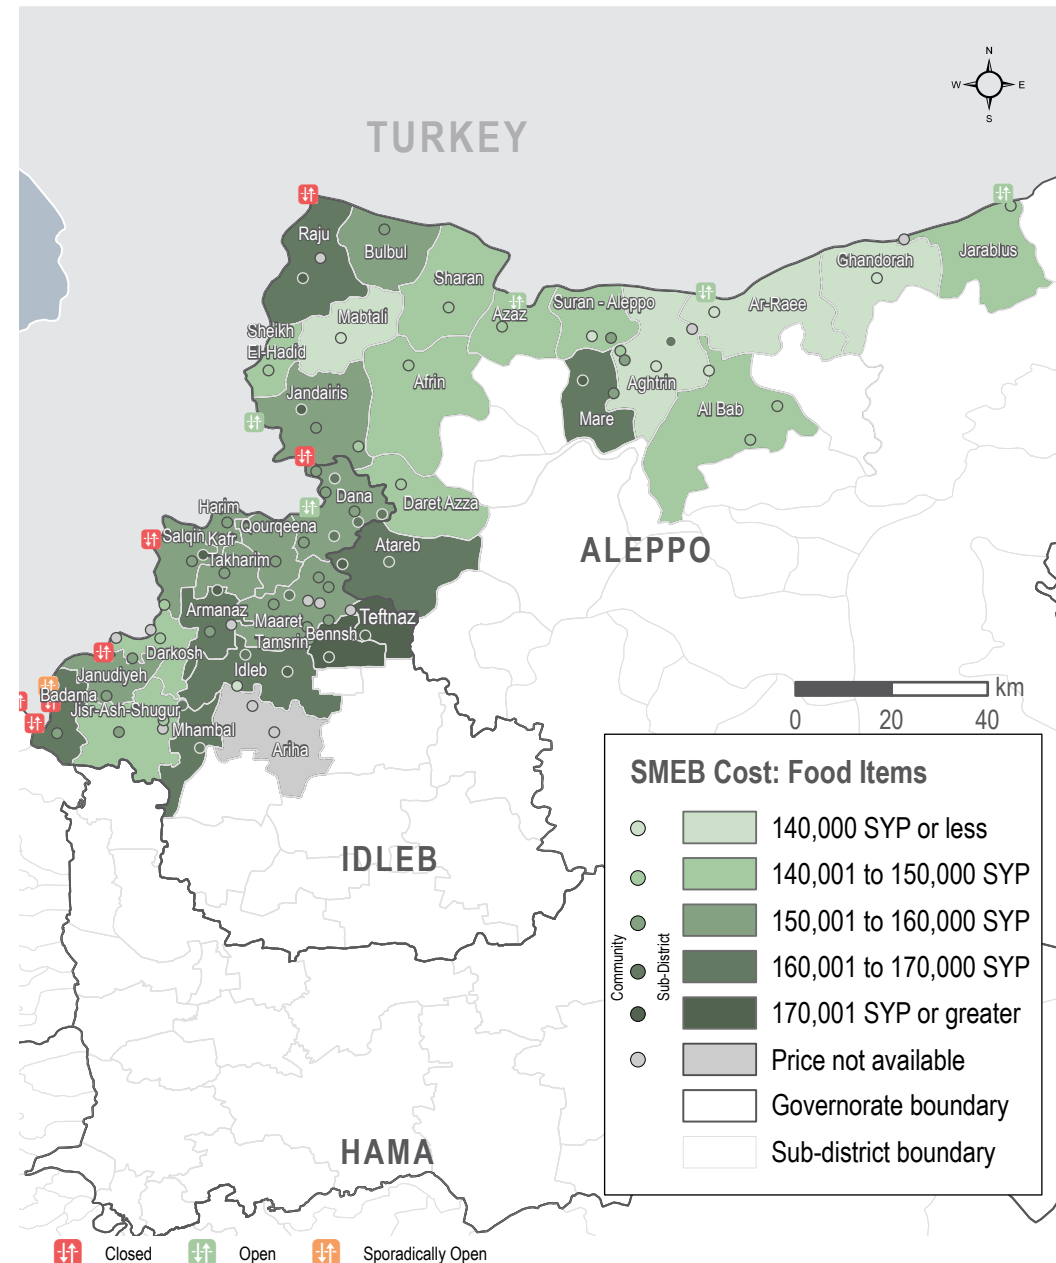 N
W E
S
TURKEY
Raju
Bulbul
Sharan
Ghandorah
Jarablus
Mabtali
Azaz
Suran - Aleppo
Ar-Raee
Sheikh
El-Hadid
Jandairis
Afrin
Aghtrin
Mare
Al Bab
Dana
Daret Azza
Harim
Qourqeena
Salqin
Kafr
Takharim
Atareb
ALEPPO
Armanaz
Maaret
Tamsrin
Teftnaz
Bennsh
Darkosh
Janudiyeh
Idleb
Badama
Jisr-Ash-Shugur
Mhambal
Ariha
km
0 20 40
IDLEB
HAMA
SMEB Cost: Food Items
140,000 SYP or less
140,001 to 150,000 SYP
150,001 to 160,000 SYP
160,001 to 170,000 SYP
170,001 SYP or greater
Price not available
Governorate boundary
Sub-district boundary
Community
Sub-District
Closed
Open
Sporadically Open